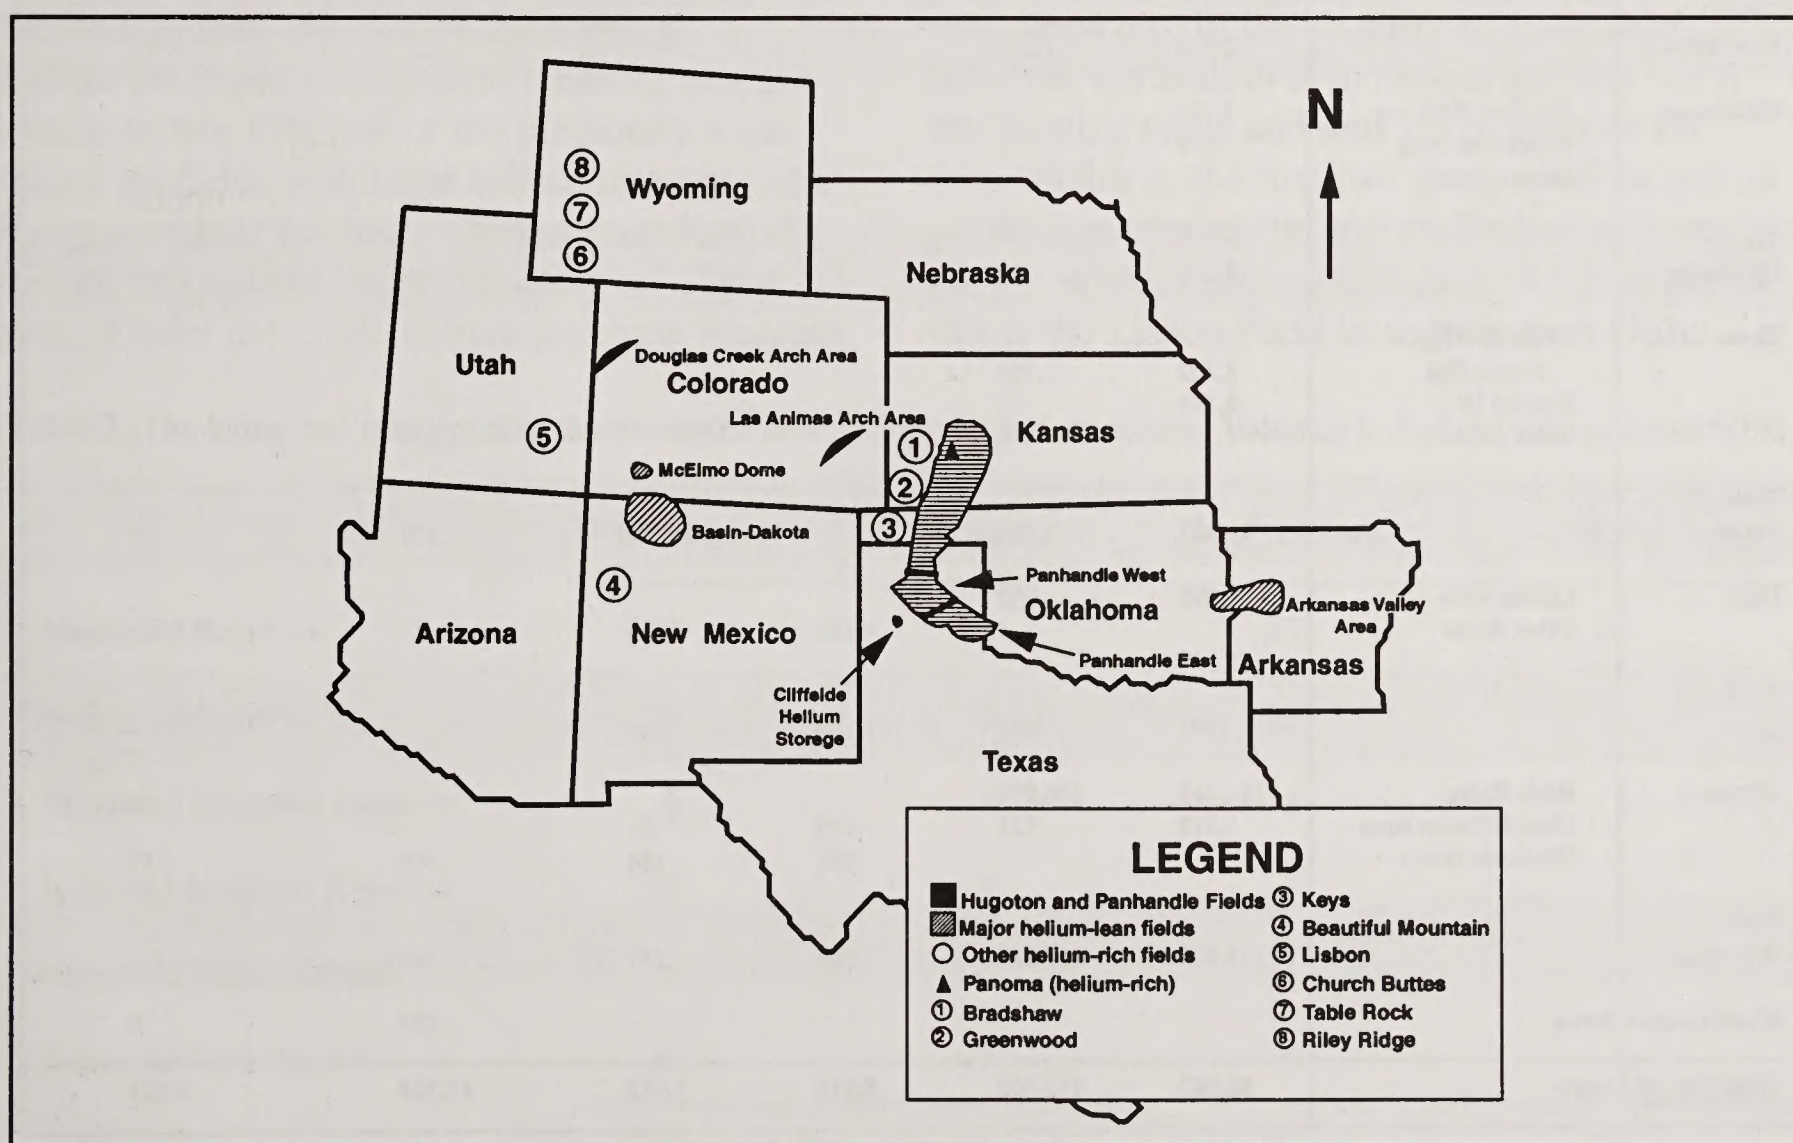 N
8
Wyoming
7
6
Nebraska
Utah
Douglas Creek Arch Area
Colorado
Las Animas Arch Area
5
1
Kansas
McElmo Dome
2
Basin-Dakota
3
4
Panhandle West
Oklahoma
Arkansas Valley
Area
Arizona
New Mexico
Panhandle East
Arkansas
Cliffside
Helium
Storage
Texas
LEGEND
Hugoton and Panhandle Fields
Major helium-lean fields
Other helium-rich fields
Panoma (helium-rich)
1 Bradshaw
2 Greenwood
3 Keys
4 Beautiful Mountain
5 Lisbon
6 Church Buttes
7 Table Rock
8 Riley Ridge